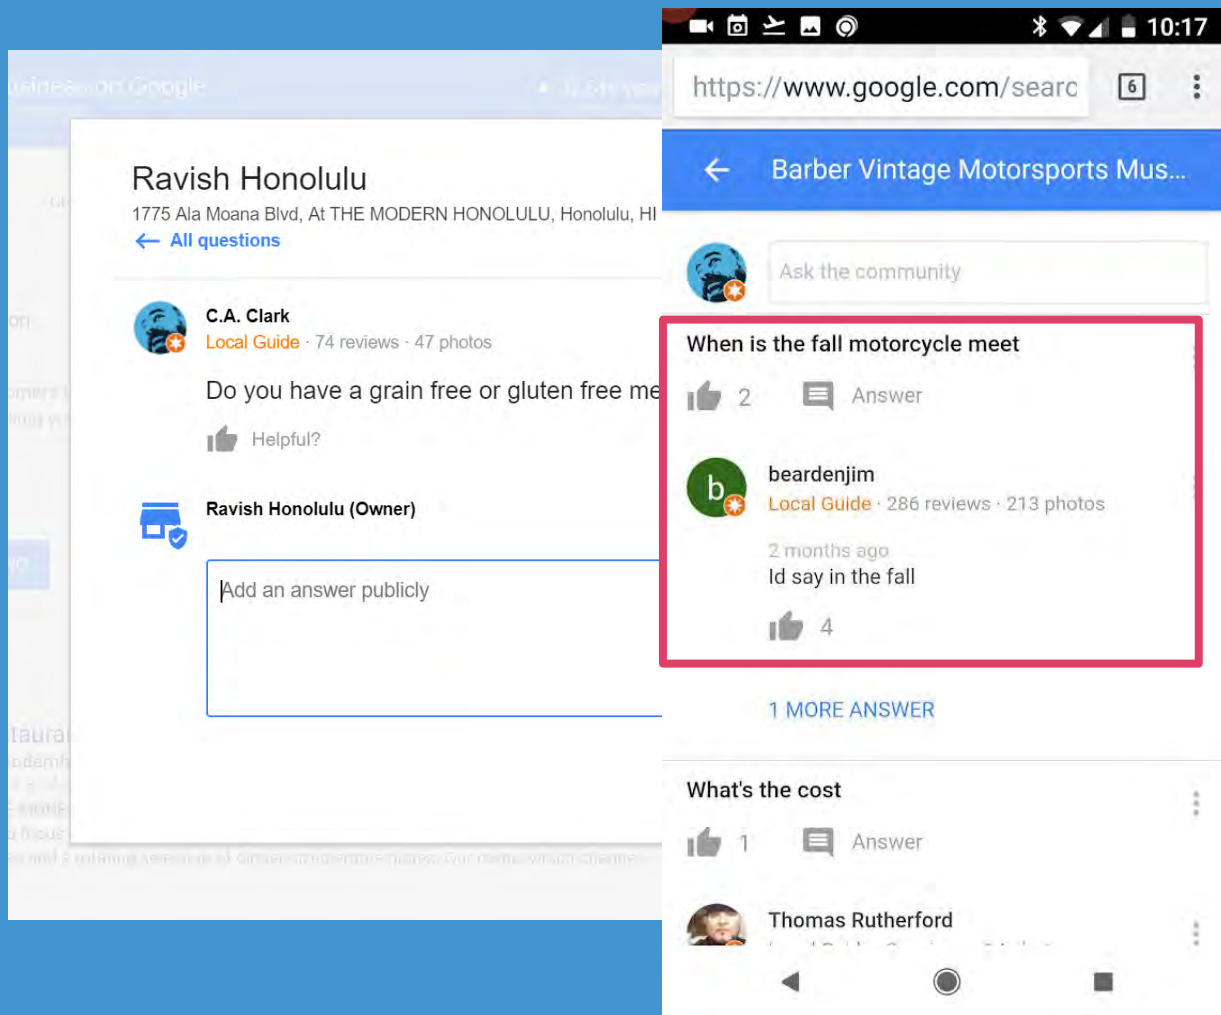 usiness on Google
Ravish Honolulu
1775 Ala Moana Blvd, At THE MODERN HONOLULU, Honolulu, HI
← All questions
C.A. Clark
Local Guide · 74 reviews · 47 photos
Do you have a grain free or gluten free me
Helpful?
Ravish Honolulu (Owner)
Add an answer publicly
10:17
https://www.google.com/searc
6
Barber Vintage Motorsports Mus...
Ask the community
When is the fall motorcycle meet
2
Answer
b
beardenjim
Local Guide · 286 reviews · 213 photos
2 months ago
Id say in the fall
4
1 MORE ANSWER
What's the cost
1
Answer
Thomas Rutherford